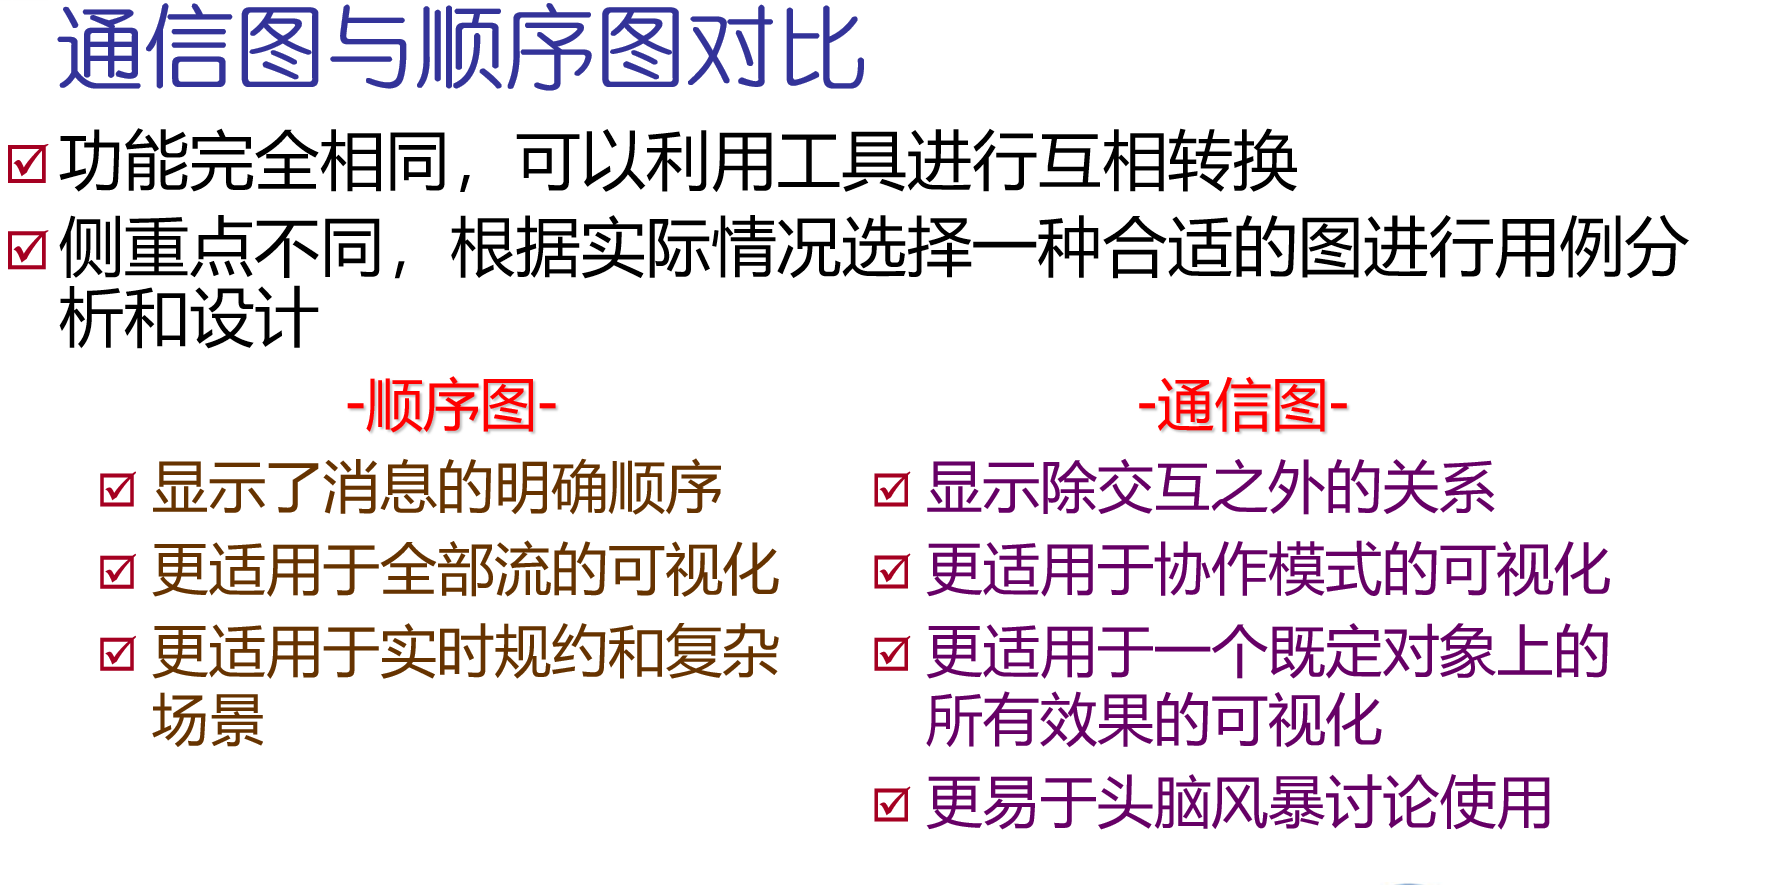 通信图与顺序图对比
功能完全相同，可以利用工具进行互相转换
侧重点不同，根据实际情况选择一种合适的图进行用例分
析和设计
-顺序图-
显示了消息的明确顺序
更适用于全部流的可视化
更适用于实时规约和复杂
场景
-通信图-
显示除交互之外的关系
更适用于协作模式的可视化
更适用于一个既定对象上的
所有效果的可视化
更易于头脑风暴讨论使用